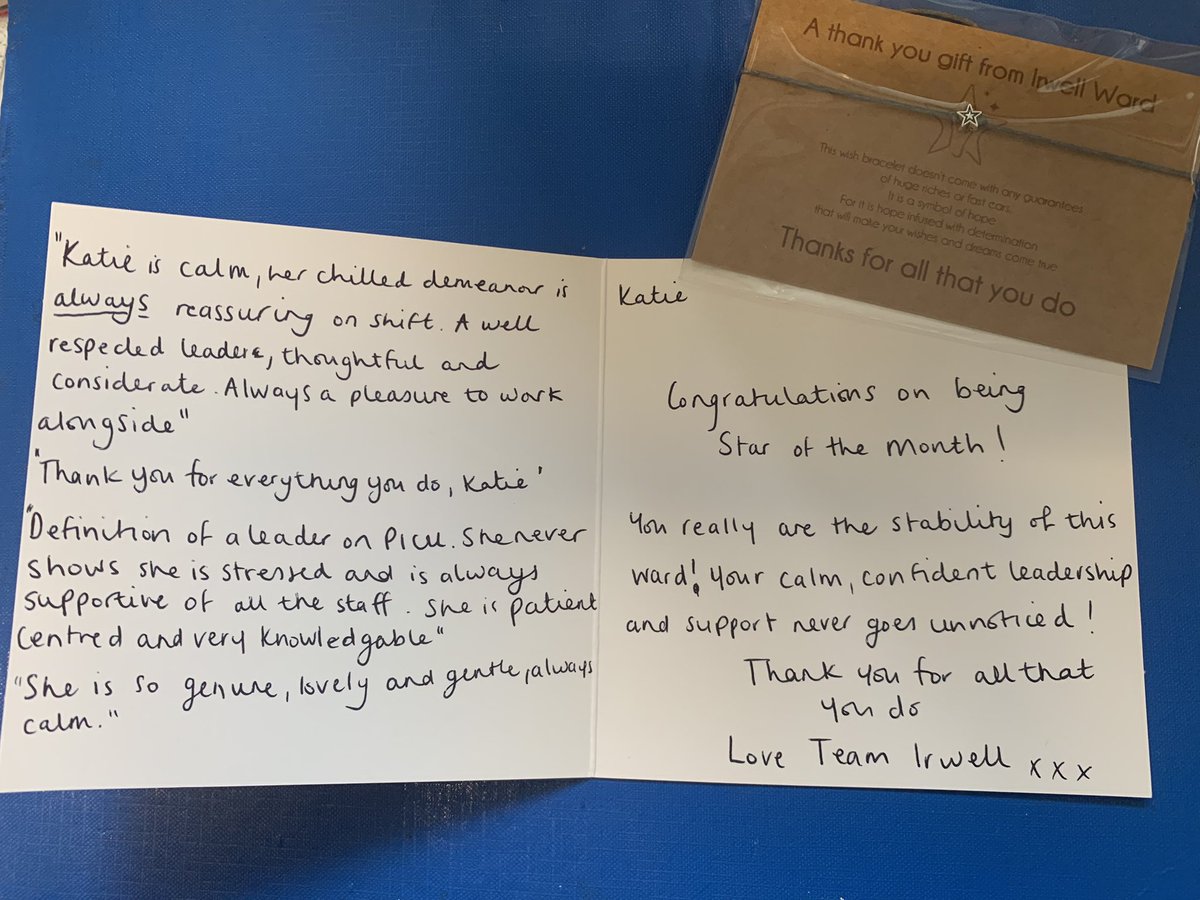 A thank you gift from Irwell Ward
This wish bracelet doesn't come with any guarantees
of huge riches or fast cars.
It is a symbol of hope
For it is hope infused with determination
that will make your wishes and dreams come true
Thanks for all that you do
"Katie is calm, her chilled demeanor is
always reassuring on shift. A well
respected leader, thoughtful and
considerate. Always a pleasure to work
alongside"
'Thank you for everything you do, Katie'
"Definition of a leader on PICU. She never
shows she is stressed and is always
supportive of all the staff. She is patient
centred and very knowledgable"
"She is so genuine, lovely and gentle, always
calm."
Katie
Congratulations on being
Star of the Month!
You really are the stability of this
ward! Your calm, confident leadership
and support never goes unnoticed!
Thank you for all that
you do
Love Team Irwell xxx